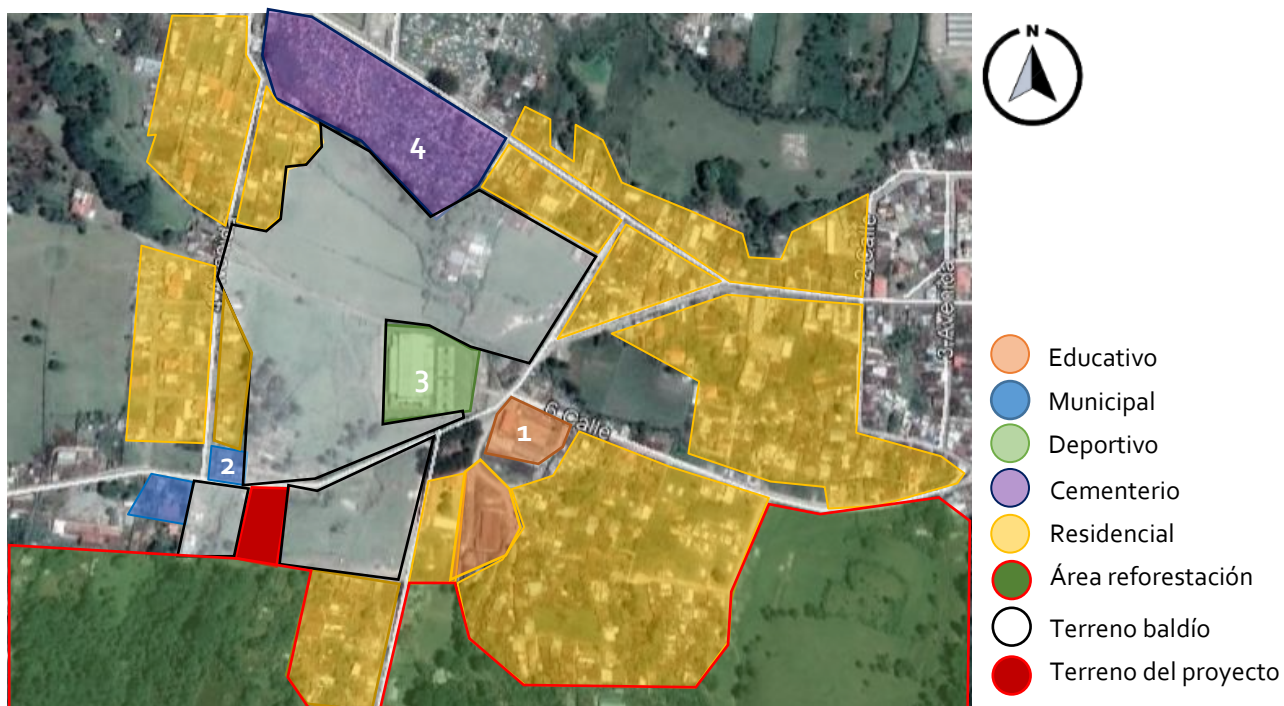 N
4
2 Calle
3 Avenida
3
6 Calle
1
2
Educativo
Municipal
Deportivo
Cementerio
Residencial
Área reforestación
Terreno baldío
Terreno del proyecto